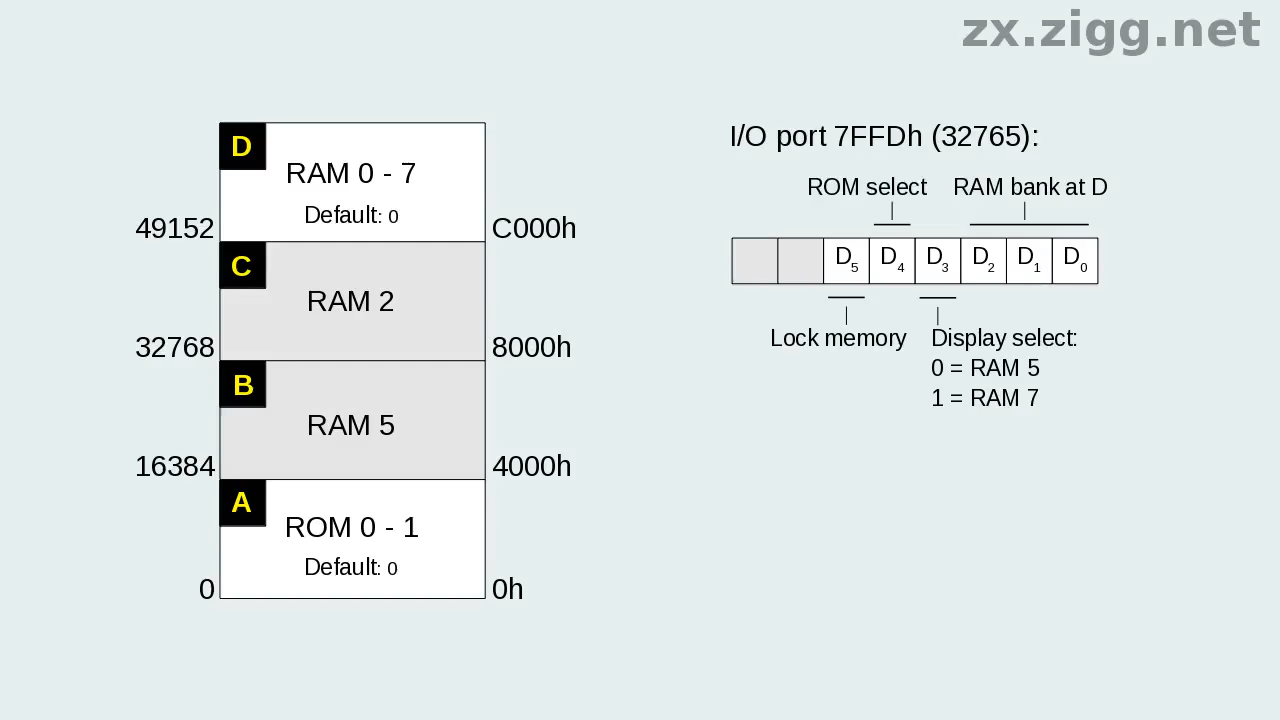 zx.zigg.net
D
RAM 0 - 7
Default: 0
49152
C000h
C
RAM 2
32768
8000h
B
RAM 5
16384
4000h
A
ROM 0 - 1
Default: 0
0
0h
I/O port 7FFDh (32765):
ROM select
RAM bank at D
D5 D4 D3 D2 D1 D0
Lock memory
Display select:
0 = RAM 5
1 = RAM 7